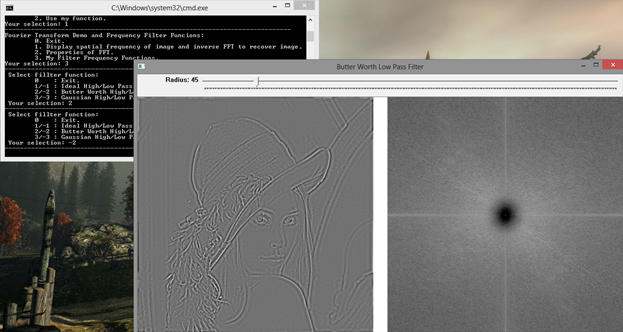 C:\Windows\system32\cmd.exe
2. Use my function.
Your selection: 1
Fourier Transform Demo and Frequency Filter Funcions:
0. Exit.
1. Display spatial frequency of image and inverse FFT to recover image.
2. Properties of FFT.
3. My Filter Frequency Functions.
Your selection: 3
Select fillter function:
0 : Exit.
1/-1 : Ideal High/Low Pass
2/-2 : Butter Worth High/L
3/-3 : Gaussian High/Low P
Your selection: 2
Select fillter function:
0 : Exit.
1/-1 : Ideal High/Low Pass
2/-2 : Butter Worth High/L
3/-3 : Gaussian High/Low P
Your selection: -2
Butter Worth Low Pass Filter
Radius: 45